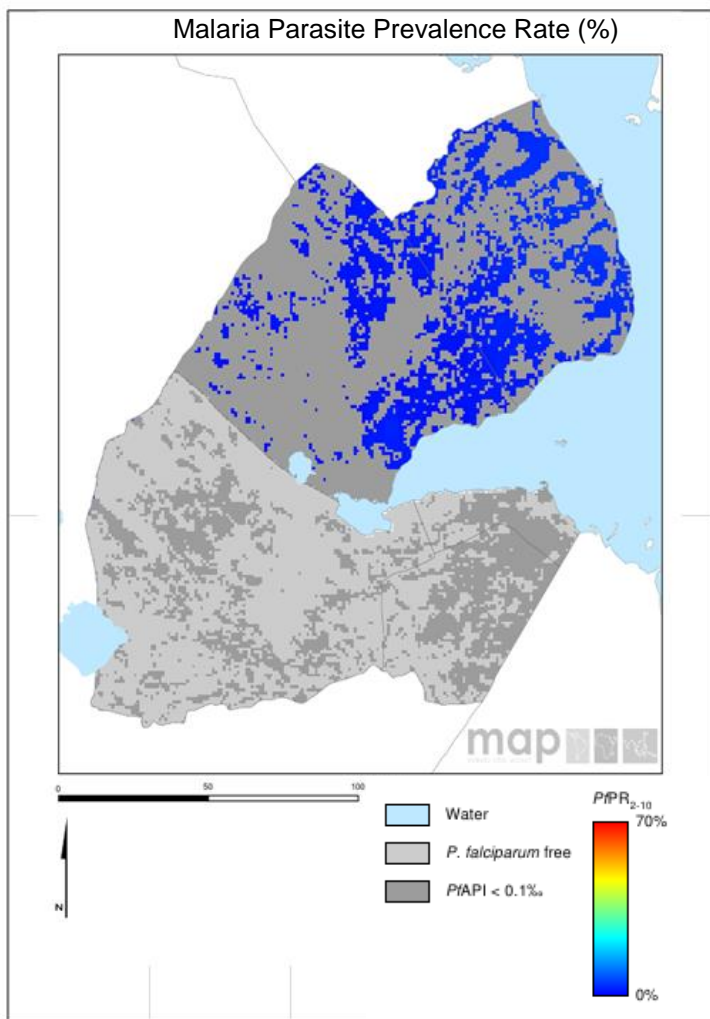 Malaria Parasite Prevalence Rate (%)
map
0
50
100
N
Water
P. falciparum free
PfAPI < 0.1‰
PfPR2-10
70%
0%